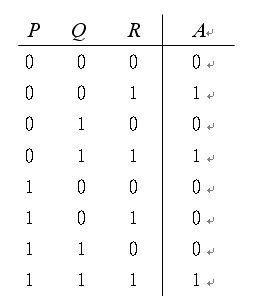 P Q R A
0 0 0 0
0 0 1 1
0 1 0 0
0 1 1 1
1 0 0 0
1 0 1 0
1 1 0 0
1 1 1 1